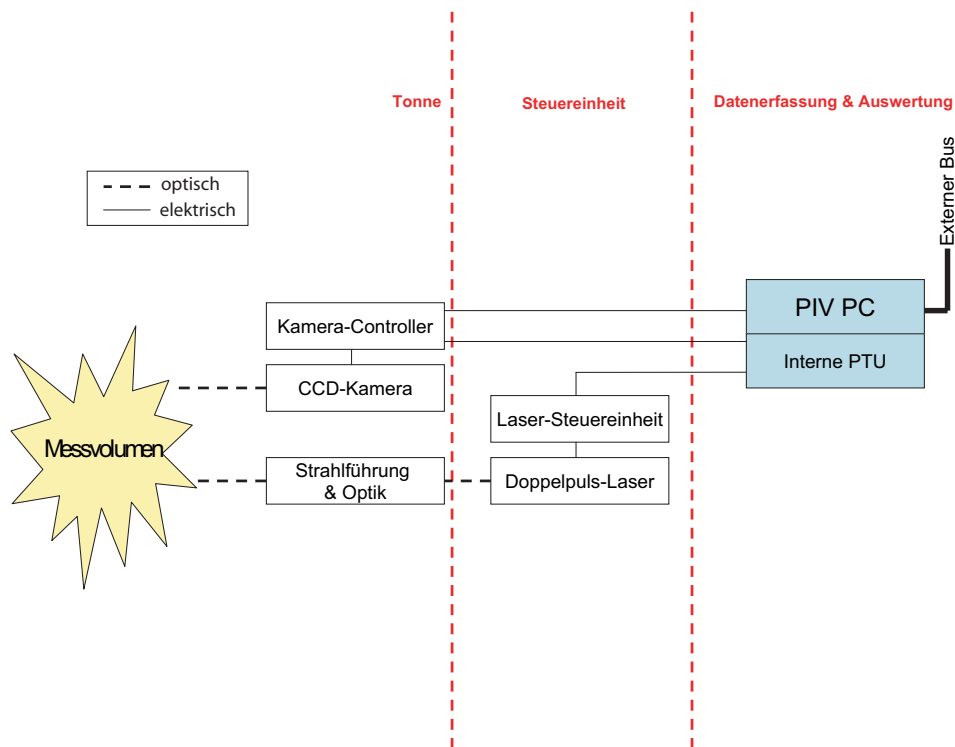 Tonne
Steuereinheit
Datenerfassung & Auswertung
optisch
elektrisch
Externer Bus
Kamera-Controller
PIV PC
Interne PTU
CCD-Kamera
Laser-Steuereinheit
Messvolumen
Strahlführung
& Optik
Doppelpuls-Laser